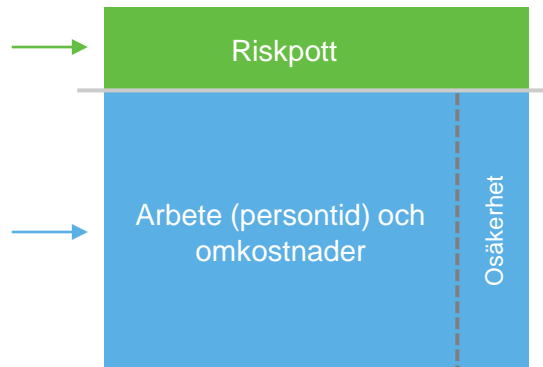 Riskpott
Arbete (persontid) och
omkostnader
Osäkerhet